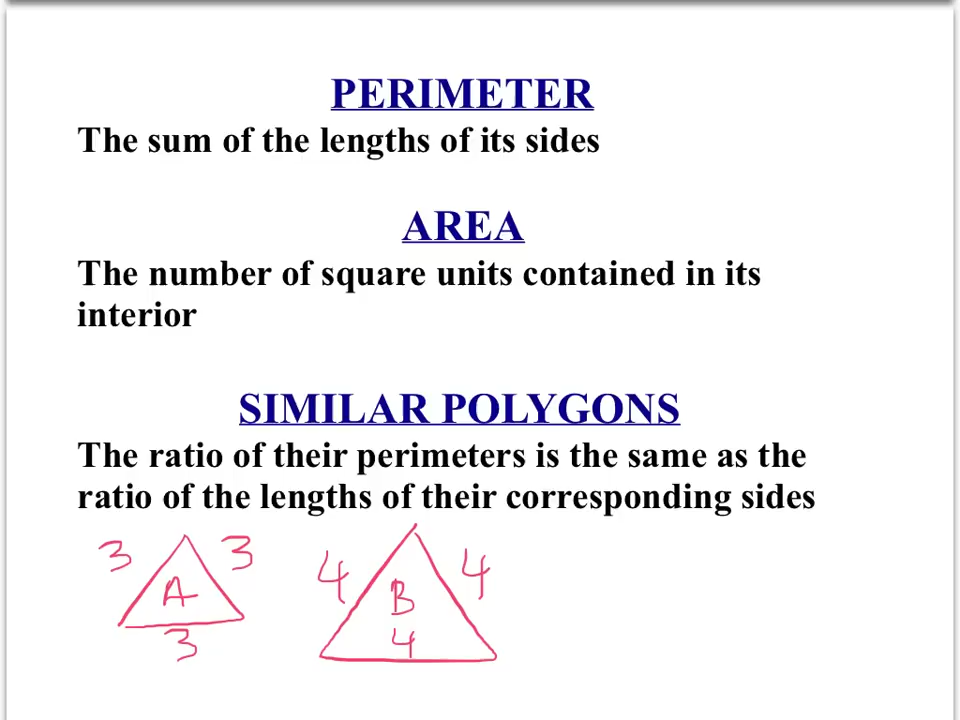 PERIMETER
The sum of the lengths of its sides
AREA
The number of square units contained in its
interior
SIMILAR POLYGONS
The ratio of their perimeters is the same as the
ratio of the lengths of their corresponding sides
3 3 4 4
A B
3 4